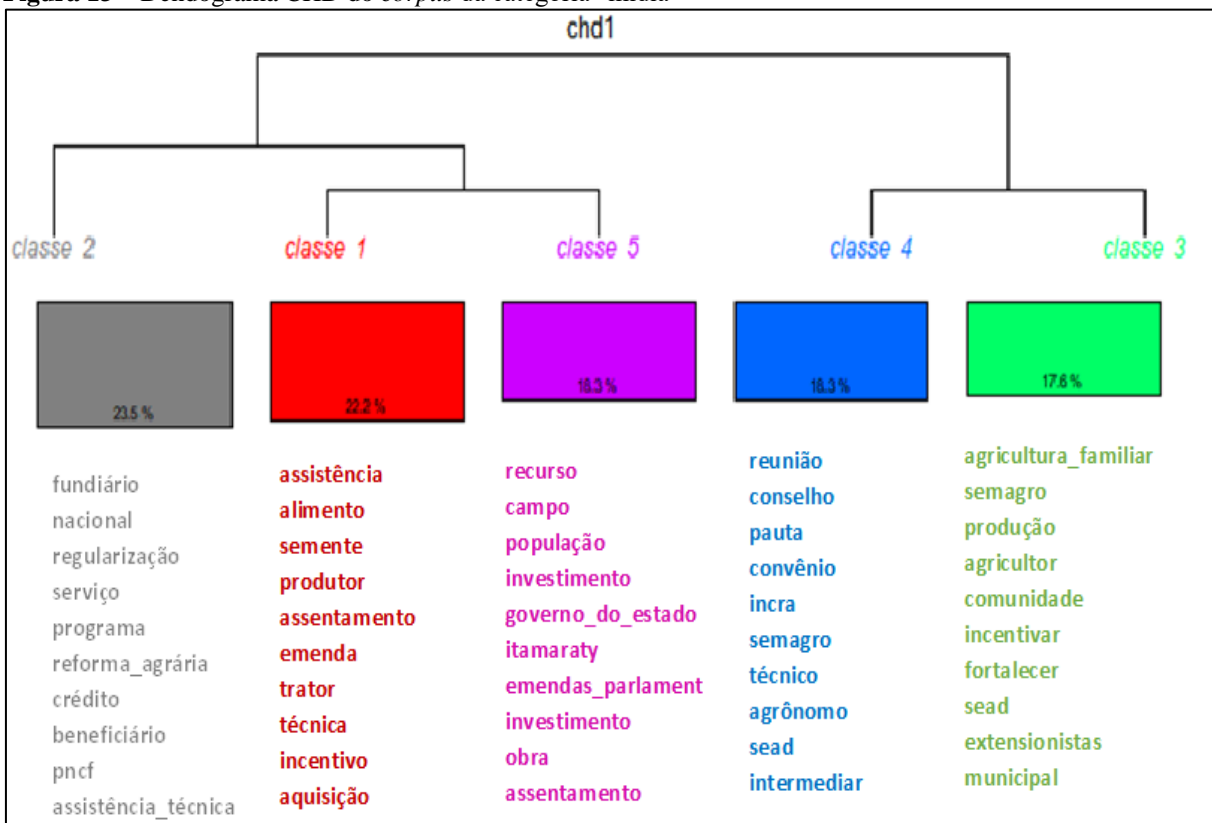 chd1
classe 2
classe 1
classe 5
classe 4
classe 3
23.5 %
22.2 %
18.3 %
18.3 %
17.6 %
fundiário
nacional
regularização
serviço
programa
reforma_agrária
crédito
beneficiário
pncf
assistência_técnica
assistência
alimento
semente
produtor
assentamento
emenda
trator
técnica
incentivo
aquisição
recurso
campo
população
investimento
governo_do_estado
itamaraty
emendas_parlament
investimento
obra
assentamento
reunião
conselho
pauta
convênio
incra
semagro
técnico
agrônomo
sead
intermediar
agricultura_familiar
semagro
produção
agricultor
comunidade
incentivar
fortalecer
sead
extensionistas
municipal